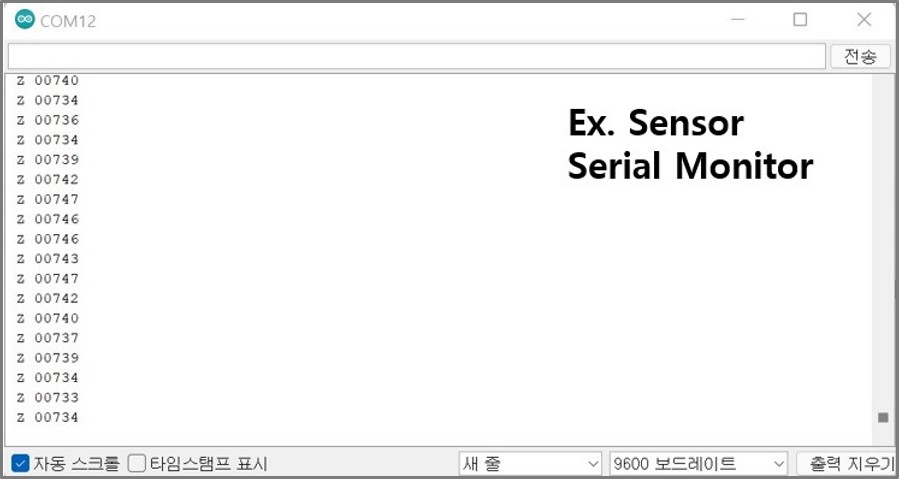 COM12
전송
Z 00740
Z 00734
Z 00736
Z 00734
Z 00739
Z 00742
Z 00747
Z 00746
Z 00746
Z 00743
Z 00747
Z 00742
Z 00740
Z 00737
Z 00739
Z 00734
Z 00733
Z 00734
Ex. Sensor
Serial Monitor
자동 스크롤 타임스탬프 표시 새 줄 9600 보드레이트 출력 지우기